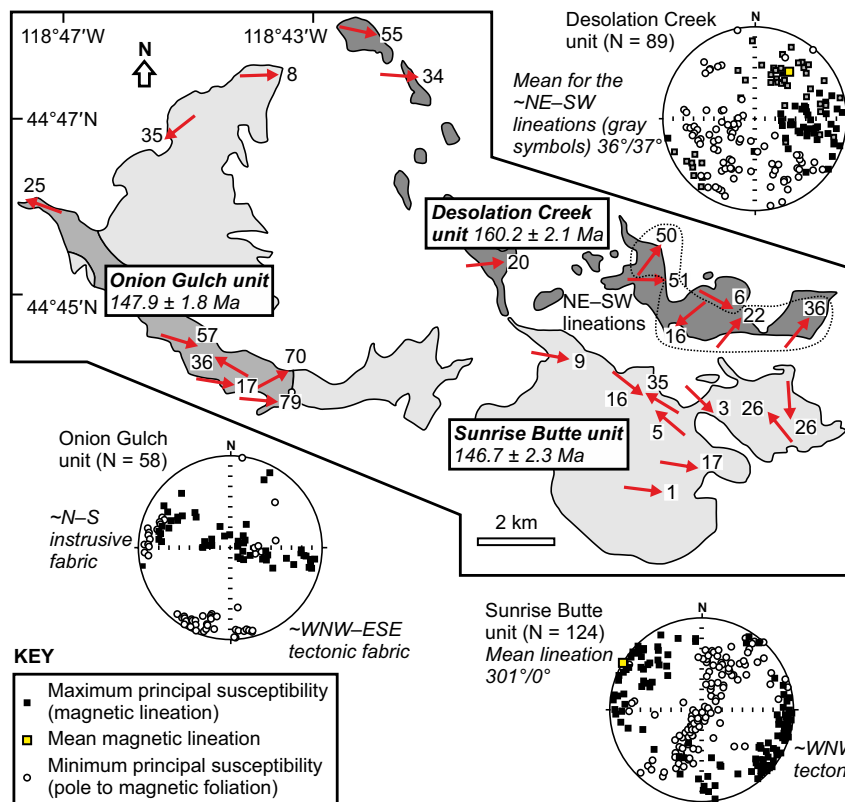 118°47'W
118°43'W
N
55
34
8
35
25
44°47'N
44°45'N
Desolation Creek
unit (N = 89)
Mean for the
~NE–SW
lineations (gray
symbols) 36°/37°
N
Desolation Creek
unit 160.2 ± 2.1 Ma
Onion Gulch unit
147.9 ± 1.8 Ma
20
50
51
6
22
36
16
NE–SW
lineations
57
36
17
70
79
9
16
35
5
3
26
26
17
1
Sunrise Butte unit
146.7 ± 2.3 Ma
2 km
Onion Gulch
unit (N = 58)
N
~N–S
instrusive
fabric
~WNW–ESE
tectonic fabric
Sunrise Butte
unit (N = 124)
Mean lineation
301°/0°
N
~WNW
tecton
KEY
Maximum principal susceptibility
(magnetic lineation)
Mean magnetic lineation
Minimum principal susceptibility
(pole to magnetic foliation)